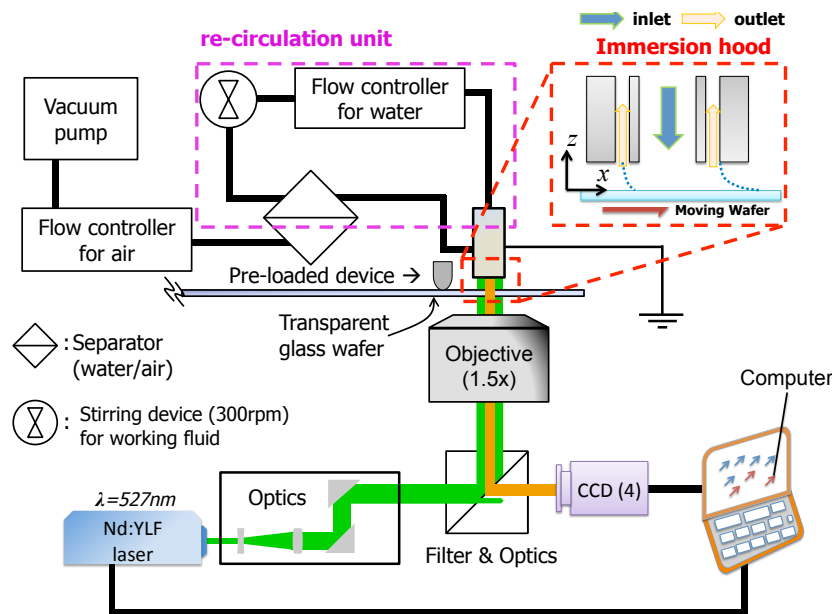 inlet
outlet
re-circulation unit
Immersion hood
Vacuum
pump
Flow controller
for water
z
x
Moving Wafer
Flow controller
for air
Pre-loaded device →
Transparent
glass wafer
: Separator
(water/air)
Objective
(1.5x)
Computer
: Stirring device (300rpm)
for working fluid
λ=527nm
Nd:YLF
laser
Optics
CCD (4)
Filter & Optics